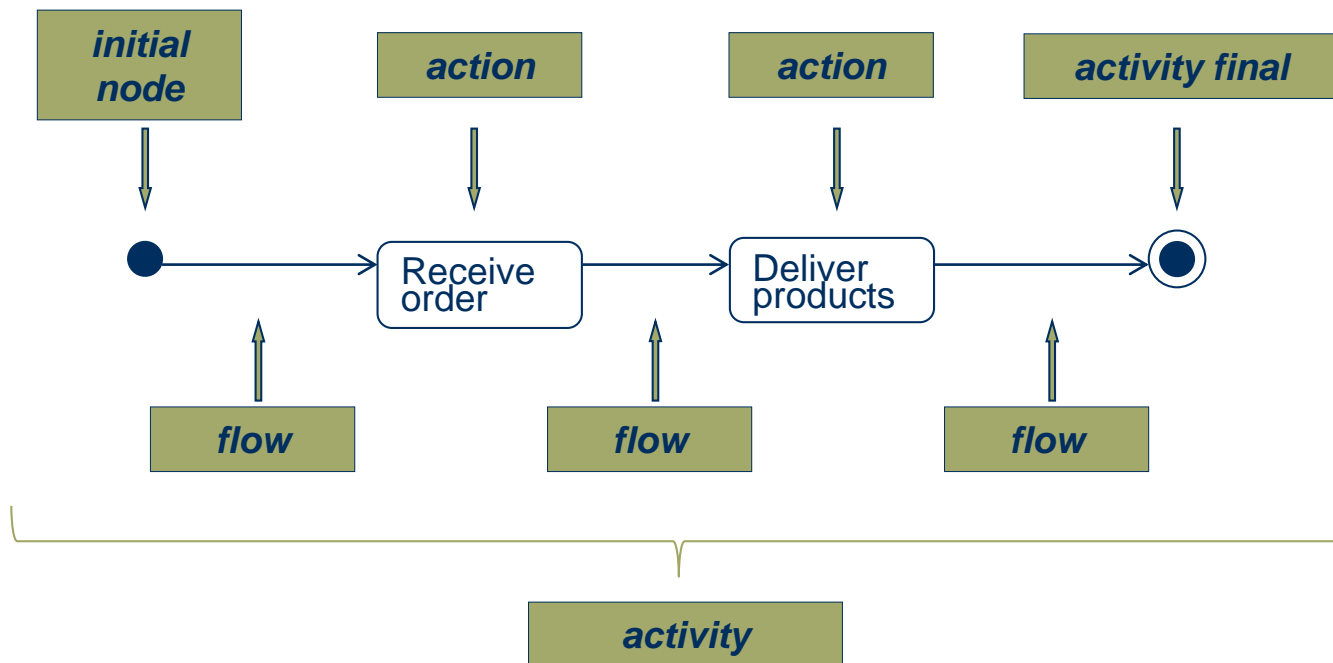 initial
node
action
action
activity final
Receive
order
Deliver
products
flow
flow
flow
activity